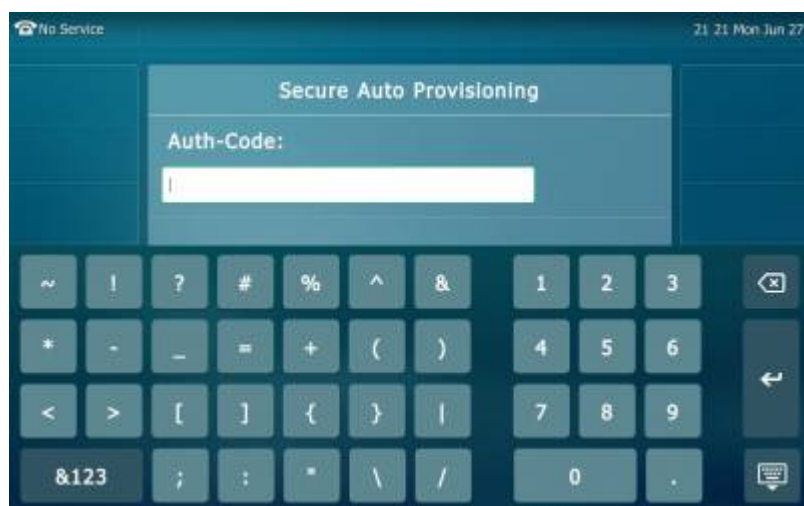 No Service 21 21 Mon Jun 27
Secure Auto Provisioning
Auth-Code:
~ ! ? # % ^ & 1 2 3
* - _ = + ( ) 4 5 6
< > [ ] { } | 7 8 9
&123 ; : " \ / 0 .